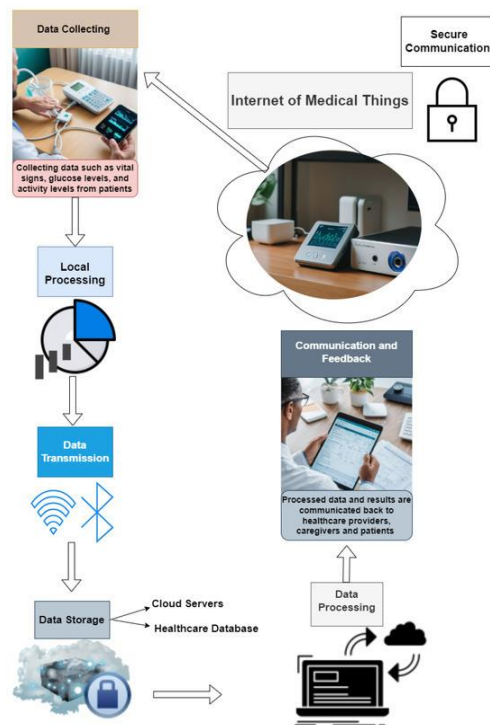 Data Collecting
Collecting data such as vital
signs, glucose levels, and
activity levels from patients
Local
Processing
Data
Transmission
Data Storage
Cloud Servers
Healthcare Database
Data
Processing
Communication and
Feedback
Processed data and results are
communicated back to
healthcare providers,
caregivers and patients
Internet of Medical Things
Secure
Communication